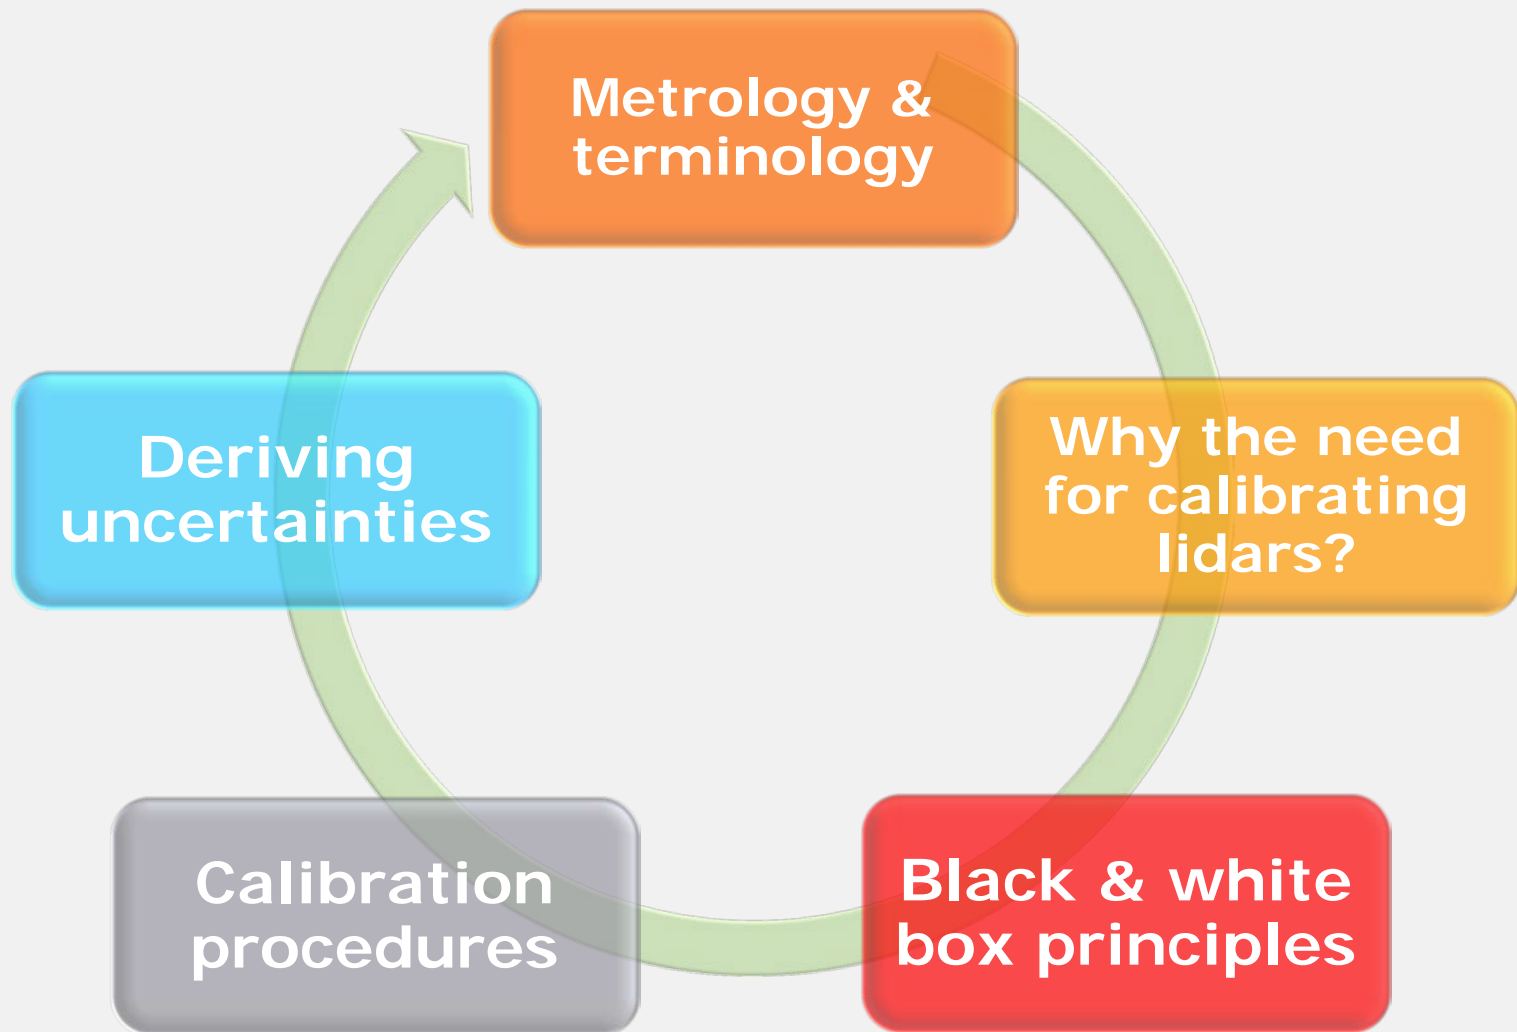 Metrology &
terminology
Why the need
for calibrating
lidars?
Black & white
box principles
Calibration
procedures
Deriving
uncertainties